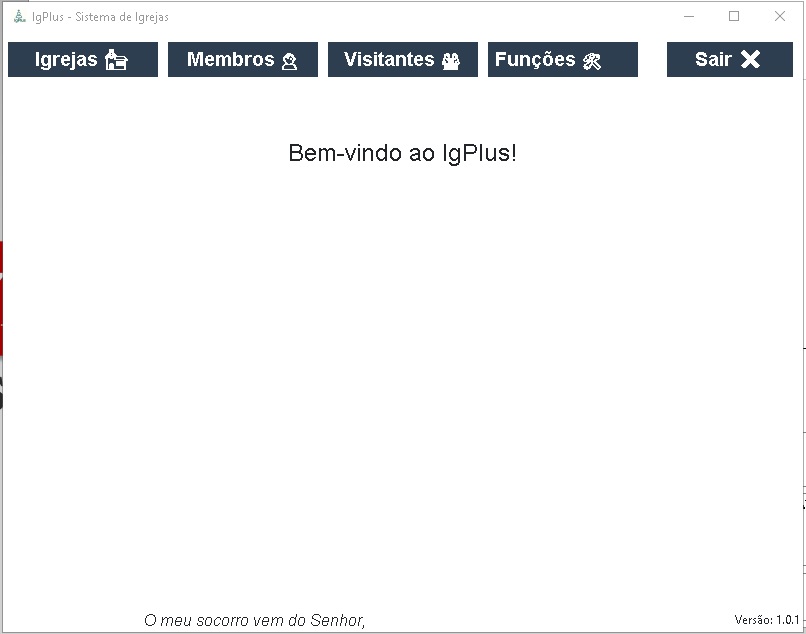 IgPlus - Sistema de Igrejas
Igrejas
Membros
Visitantes
Funções
Sair
Bem-vindo ao IgPlus!
O meu socorro vem do Senhor,
Versão: 1.0.1